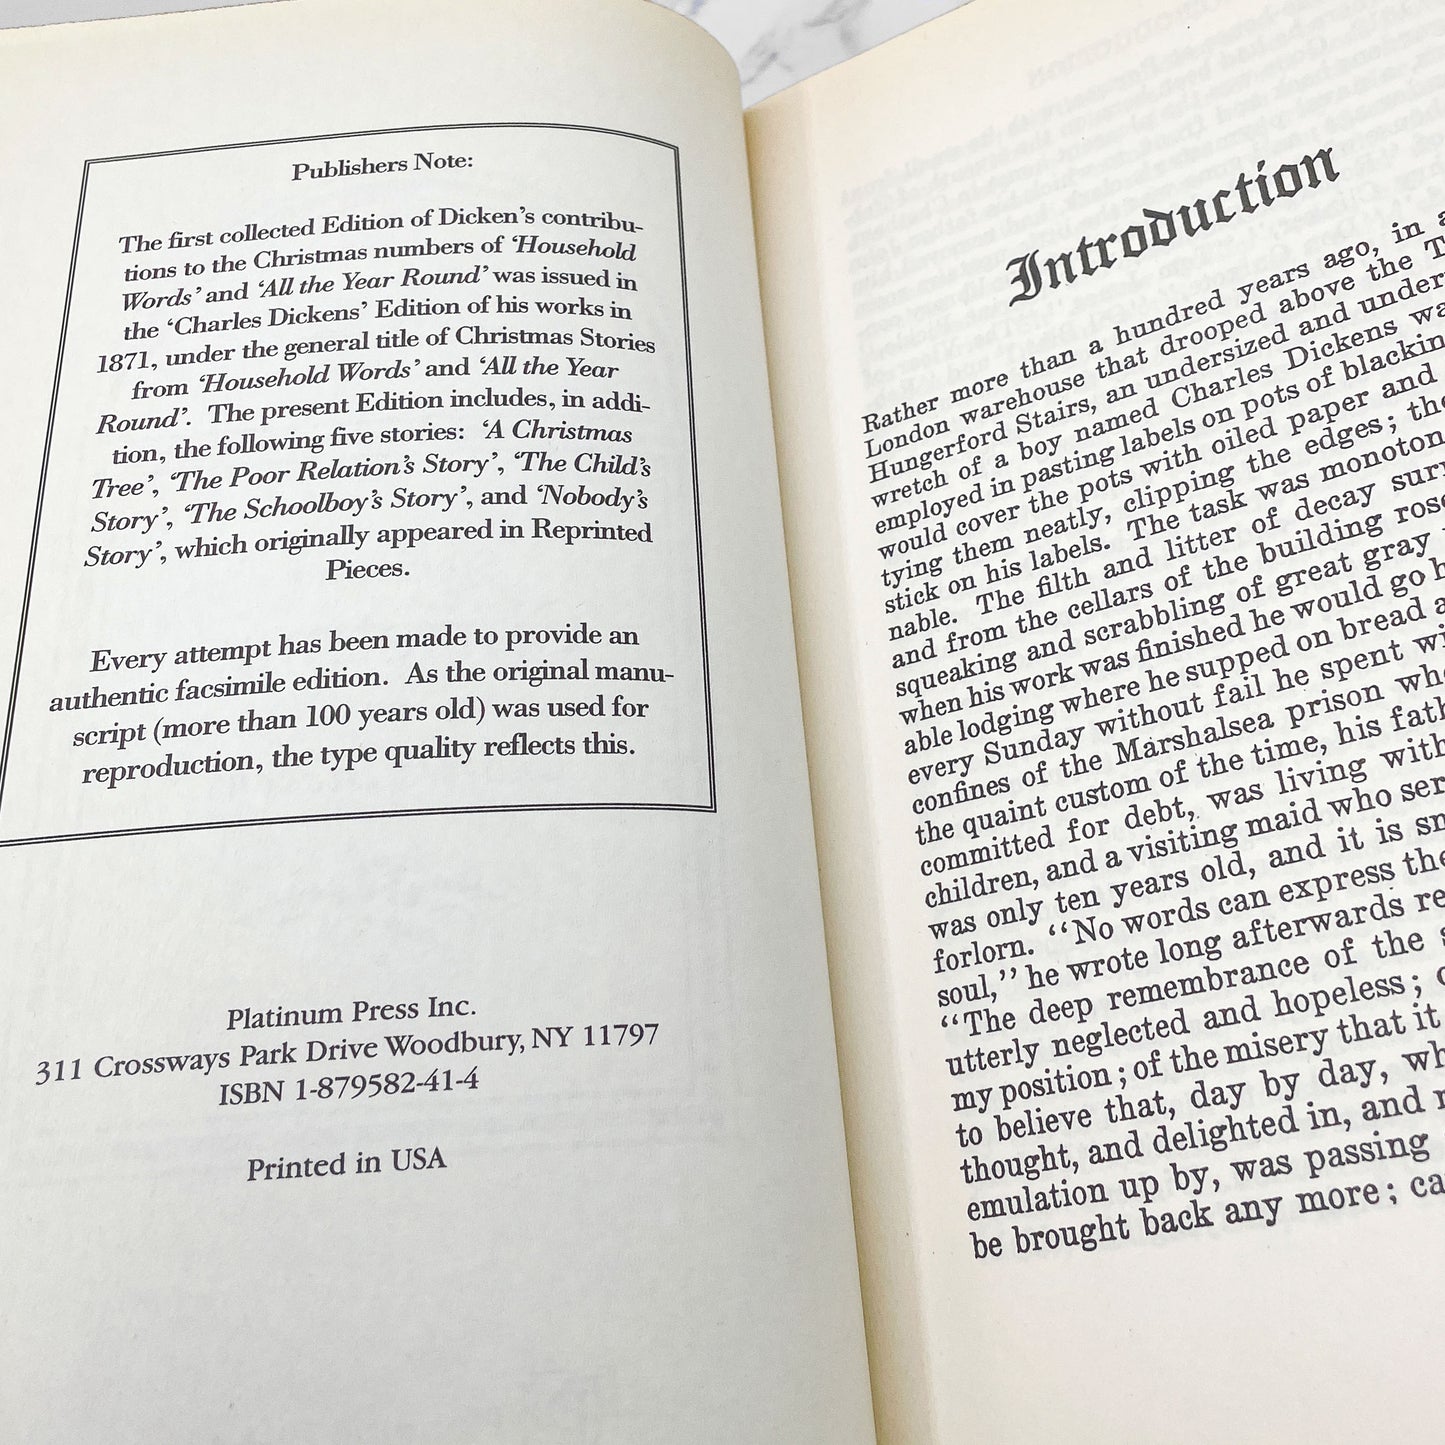 Publishers Note:
The first collected Edition of Dicken's contribu-
tions to the Christmas numbers of ‘Household
Words’ and ‘All the Year Round’ was issued in
the ‘Charles Dickens’ Edition of his works in
1871, under the general title of Christmas Stories
from ‘Household Words’ and ‘All the Year
Round’. The present Edition includes, in addi-
tion, the following five stories: ‘A Christmas
Tree’, ‘The Poor Relation's Story’, ‘The Child's
Story’, ‘The Schoolboy's Story’, and ‘Nobody's
Story’, which originally appeared in Reprinted
Pieces.
Every attempt has been made to provide an
authentic facsimile edition. As the original manu-
script (more than 100 years old) was used for
reproduction, the type quality reflects this.
Platinum Press Inc.
311 Crossways Park Drive Woodbury, NY 11797
ISBN 1-879582-41-4
Printed in USA
Introduction
Rather more than a hundred years ago, in
London warehouse that drooped above the
Hungerford Stairs, an undersized and
wretch of a boy named Charles Dickens
employed in pasting labels on pots of
would cover the pots with oiled paper and
tying them neatly, clipping the edges;
stick on his labels. The task was
nable. The filth and litter of decay
and from the cellars of the building
squeaking and scrabbling of great gray
when his work was finished he would go
able lodging where he supped on bread
every Sunday without fail he spent
confines of the Marshalsea prison
the quaint custom of the time, his
committed for debt, was living
children, and a visiting maid who
was only ten years old, and it is
forlorn. “No words can express
soul,” he wrote long afterwards
“The deep remembrance of the
utterly neglected and hopeless;
my position; of the misery that it
to believe that, day by day,
thought, and delighted in, and
emulation up by, was passing
be brought back any more;